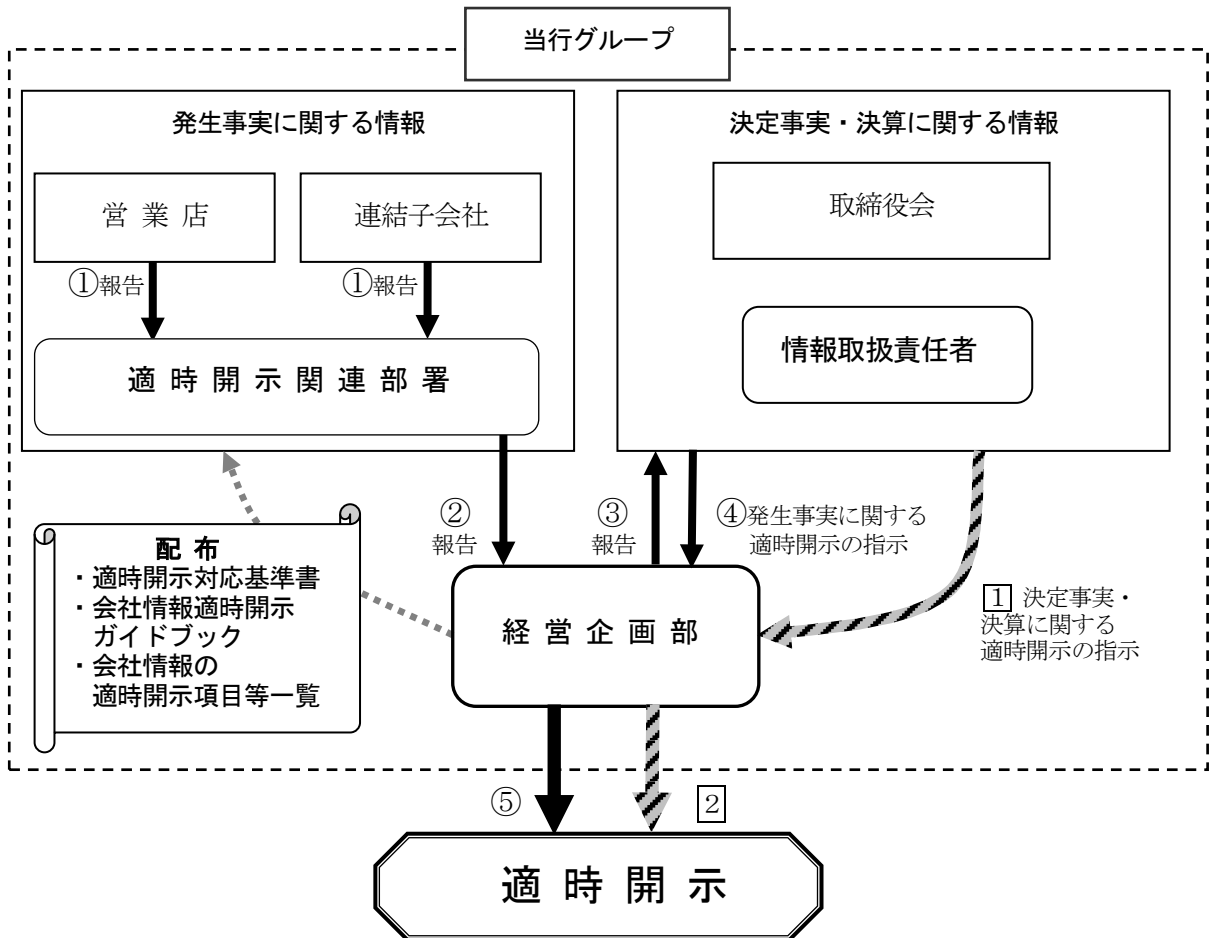 当行グループ
発生事実に関する情報
営業店
連結子会社
①報告
①報告
適時開示関連部署
決定事実・決算に関する情報
取締役会
情報取扱責任者
②
報告
③
報告
④発生事実に関する
適時開示の指示
1 決定事実・
決算に関する
適時開示の指示
配布
・適時開示対応基準書
・会社情報適時開示
ガイドブック
・会社情報の
適時開示項目等一覧
経営企画部
⑤
2
適時開示